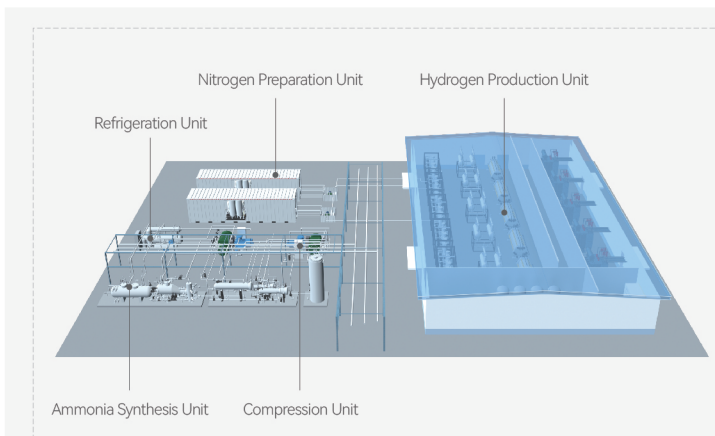 Nitrogen Preparation Unit
Hydrogen Production Unit
Refrigeration Unit
Ammonia Synthesis Unit
Compression Unit